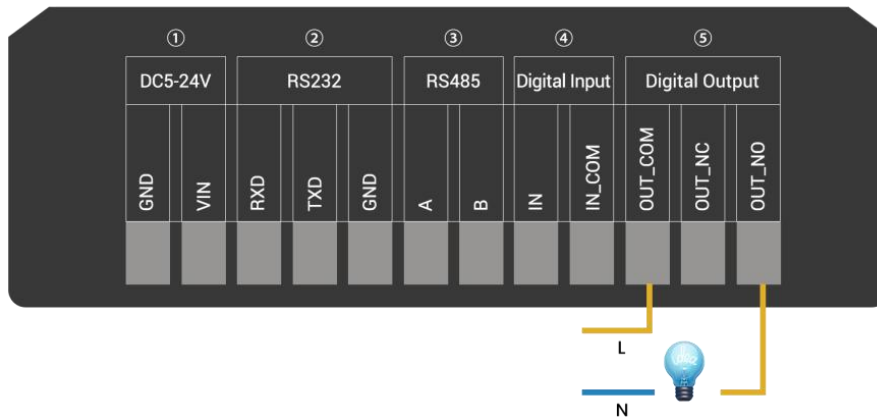 ① ② ③ ④ ⑤
DC5-24V RS232 RS485 Digital Input Digital Output
GND VIN RXD TXD GND A B IN IN_COM OUT_COM OUT_NC OUT_NO
L
N